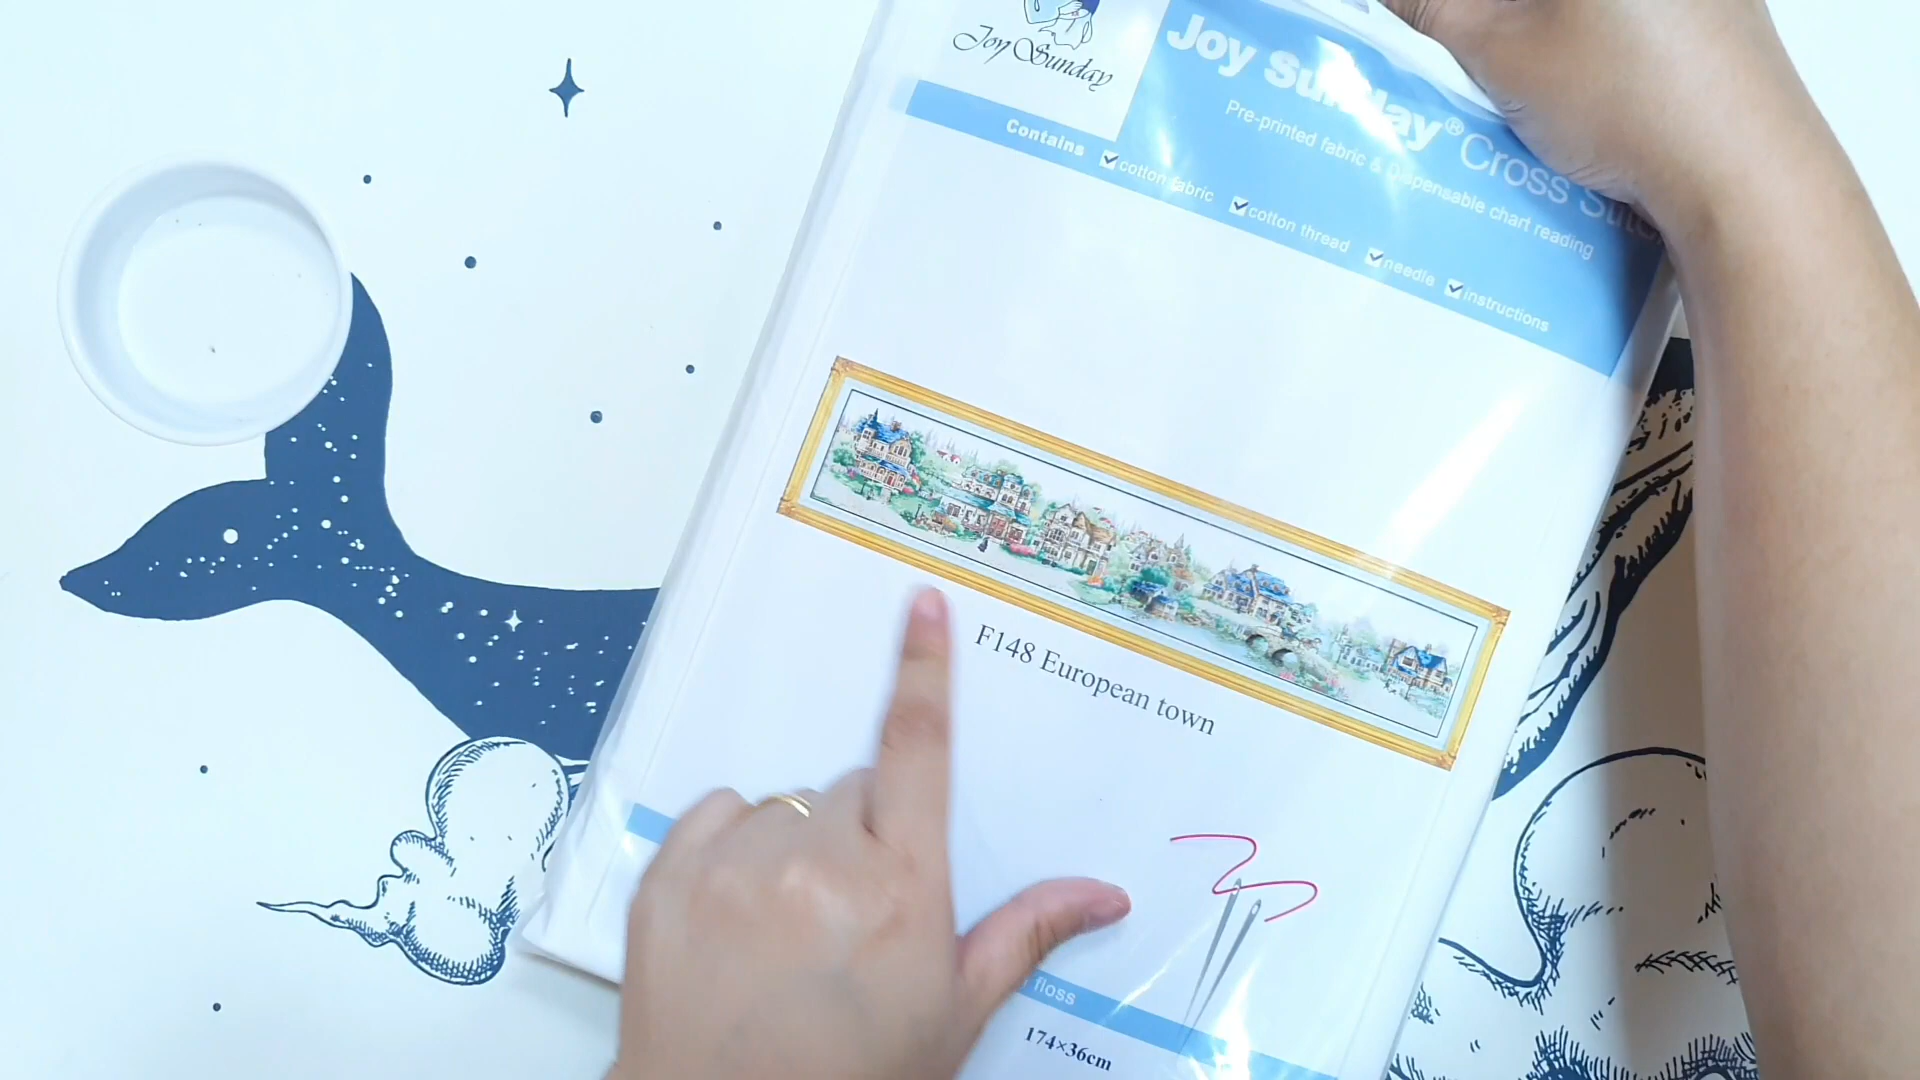 Joy Sunday
Joy Sunday® Cross Stitch
Pre-printed fabric & Dispensable chart reading
Contains cotton fabric cotton thread needle instructions
F148 European town
floss
174×36cm